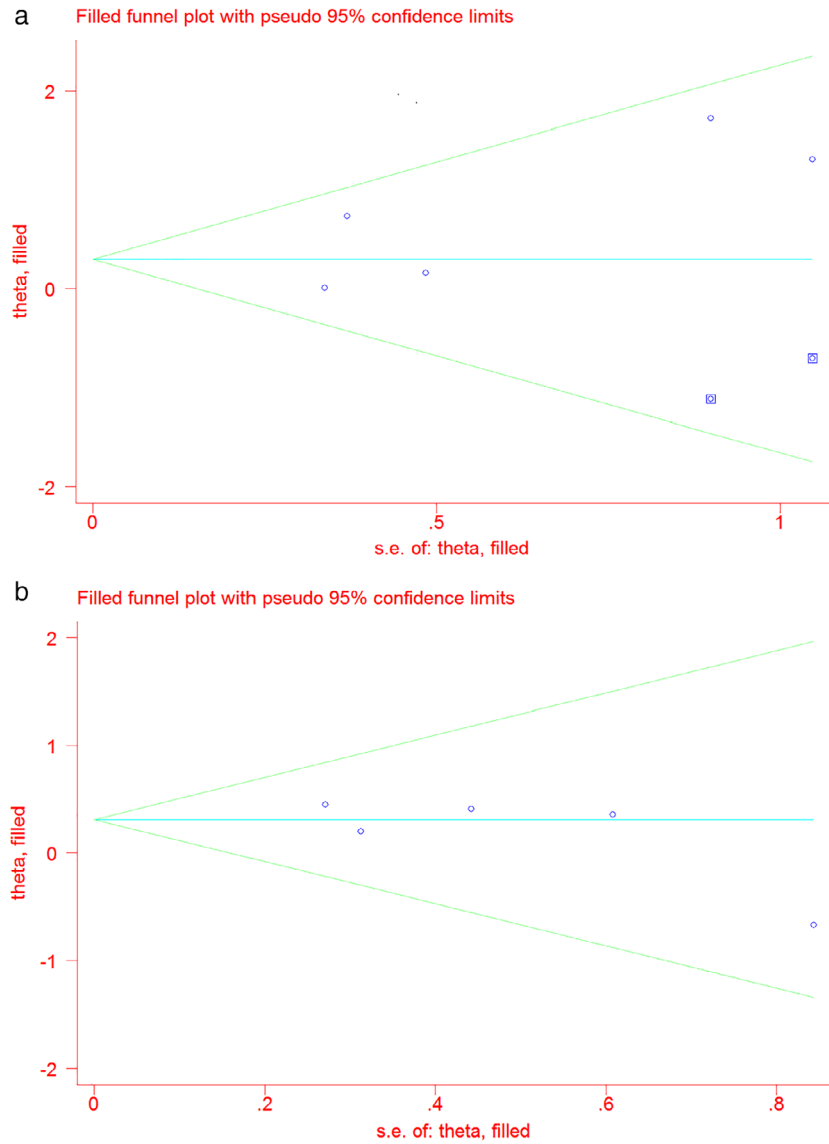 a
Filled funnel plot with pseudo 95% confidence limits
2
0
-2
theta, filled
0
.5
1
s.e. of: theta, filled
b
Filled funnel plot with pseudo 95% confidence limits
2
1
0
-1
-2
theta, filled
0
.2
.4
.6
.8
s.e. of: theta, filled